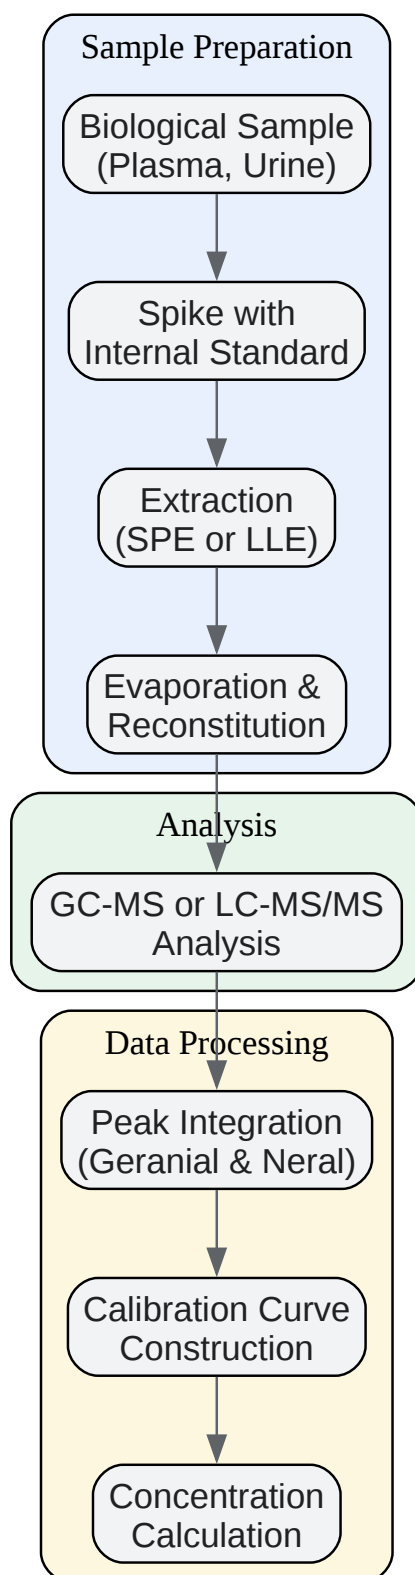 Sample Preparation
Biological Sample
(Plasma, Urine)
Spike with
Internal Standard
Extraction
(SPE or LLE)
Evaporation &
Reconstitution
Analysis
GC-MS or LC-MS/MS
Analysis
Data Processing
Peak Integration
(Geranial & Neral)
Calibration Curve
Construction
Concentration
Calculation